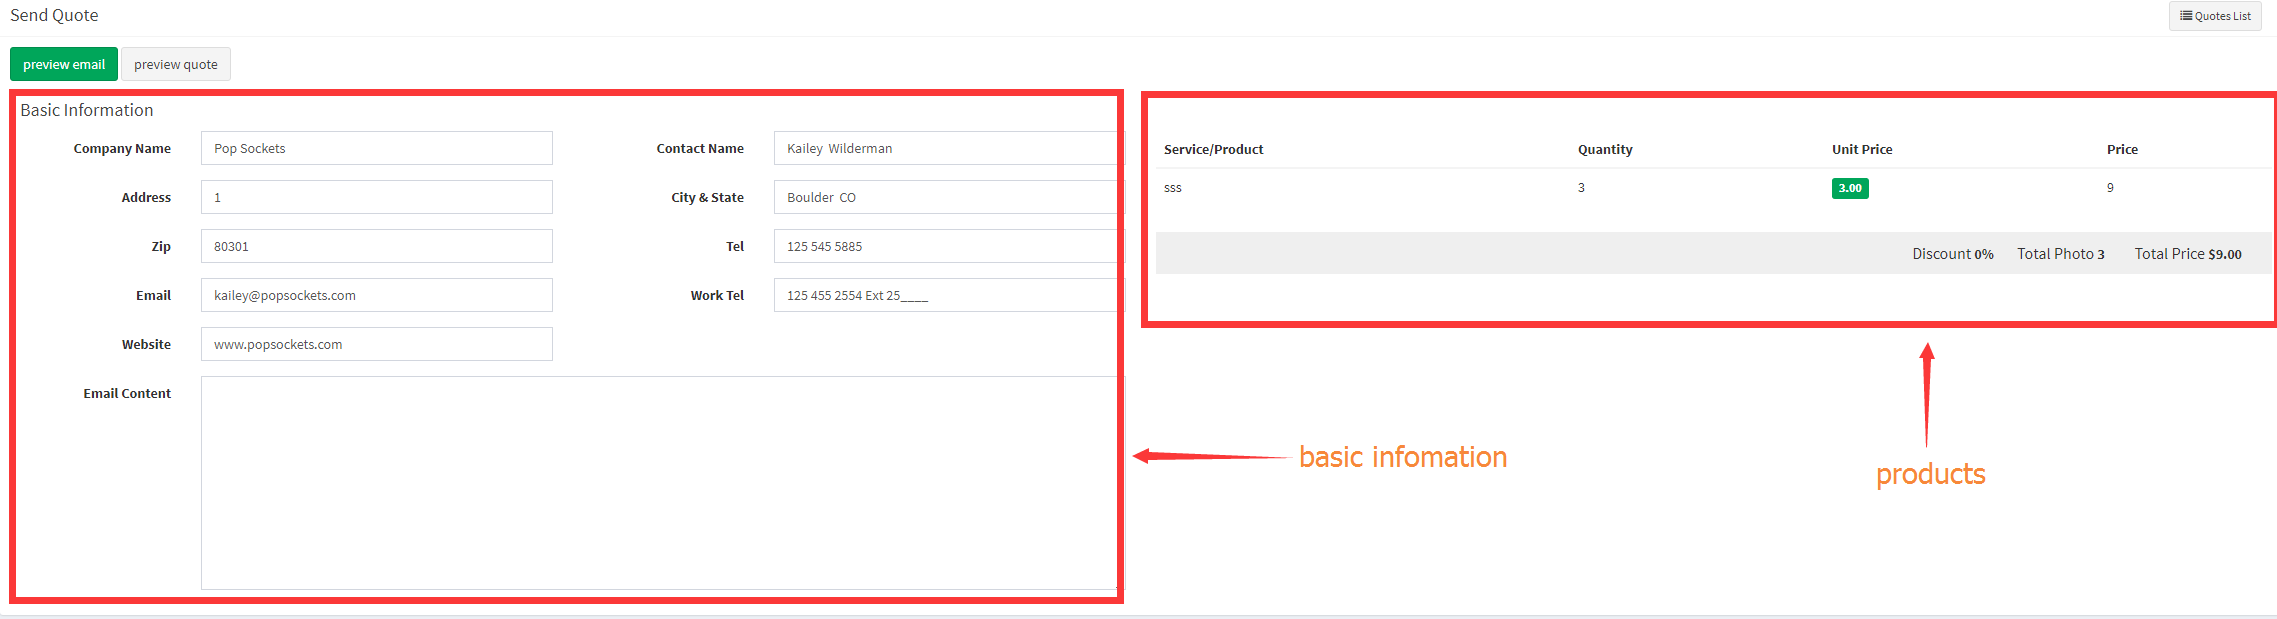 Send Quote
Quotes List
preview email preview quote
Basic Information
Company Name Pop Sockets Contact Name Kailey Wilderman
Address 1 City & State Boulder CO
Zip 80301 Tel 125 545 5885
Email kailey@popsockets.com Work Tel 125 455 2554 Ext 25____
Website www.popsockets.com
Email Content
Service/Product Quantity Unit Price Price
sss 3 3.00 9
Discount 0% Total Photo 3 Total Price $9.00
basic infomation
products